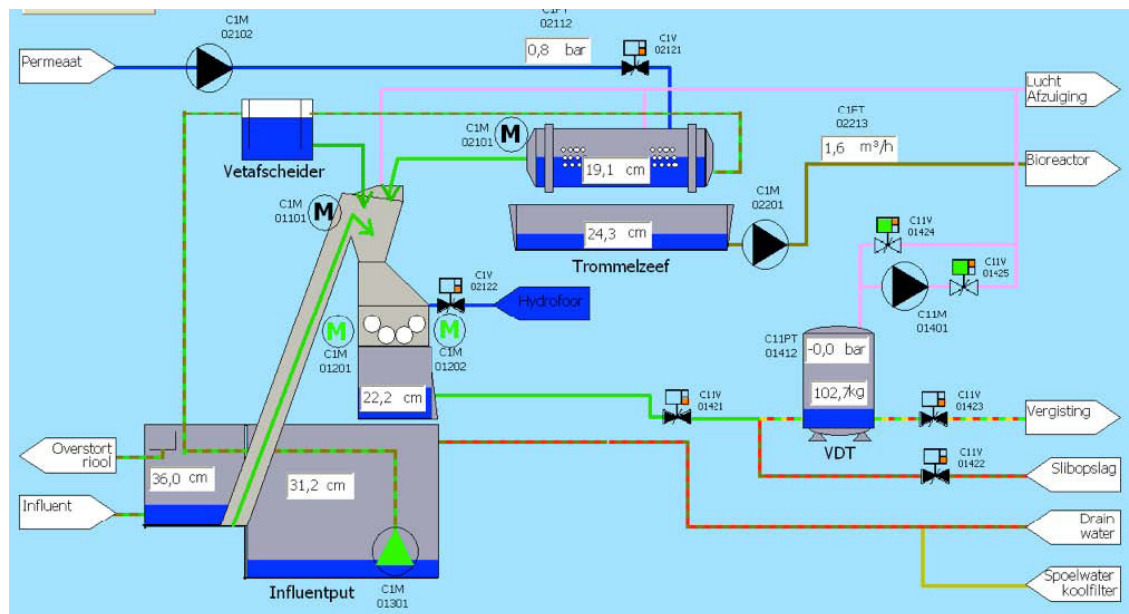 C1M
02102
C1PT
02112
0,8 bar
C1V
02121
Permeaat
Lucht
Afzuiging
C1M
02101
M
C1FT
02213
1,6 m³/h
Vetafscheider
19,1 cm
Bioreactor
C1M
01101
M
C1M
02201
24,3 cm
Trommelzeef
C11V
01424
C11V
01425
C1V
02122
Hydrofoor
C11M
01401
M
M
C1M
01201
C1M
01202
C11PT
01412
-0,0 bar
22,2 cm
C11V
01421
102,7kg
C11V
01423
Vergisting
VDT
Overstort
riool
36,0 cm
31,2 cm
C11V
01422
Slibopslag
Influent
Drain
water
Influentput
C1M
01301
Spoelwater
koolfilter